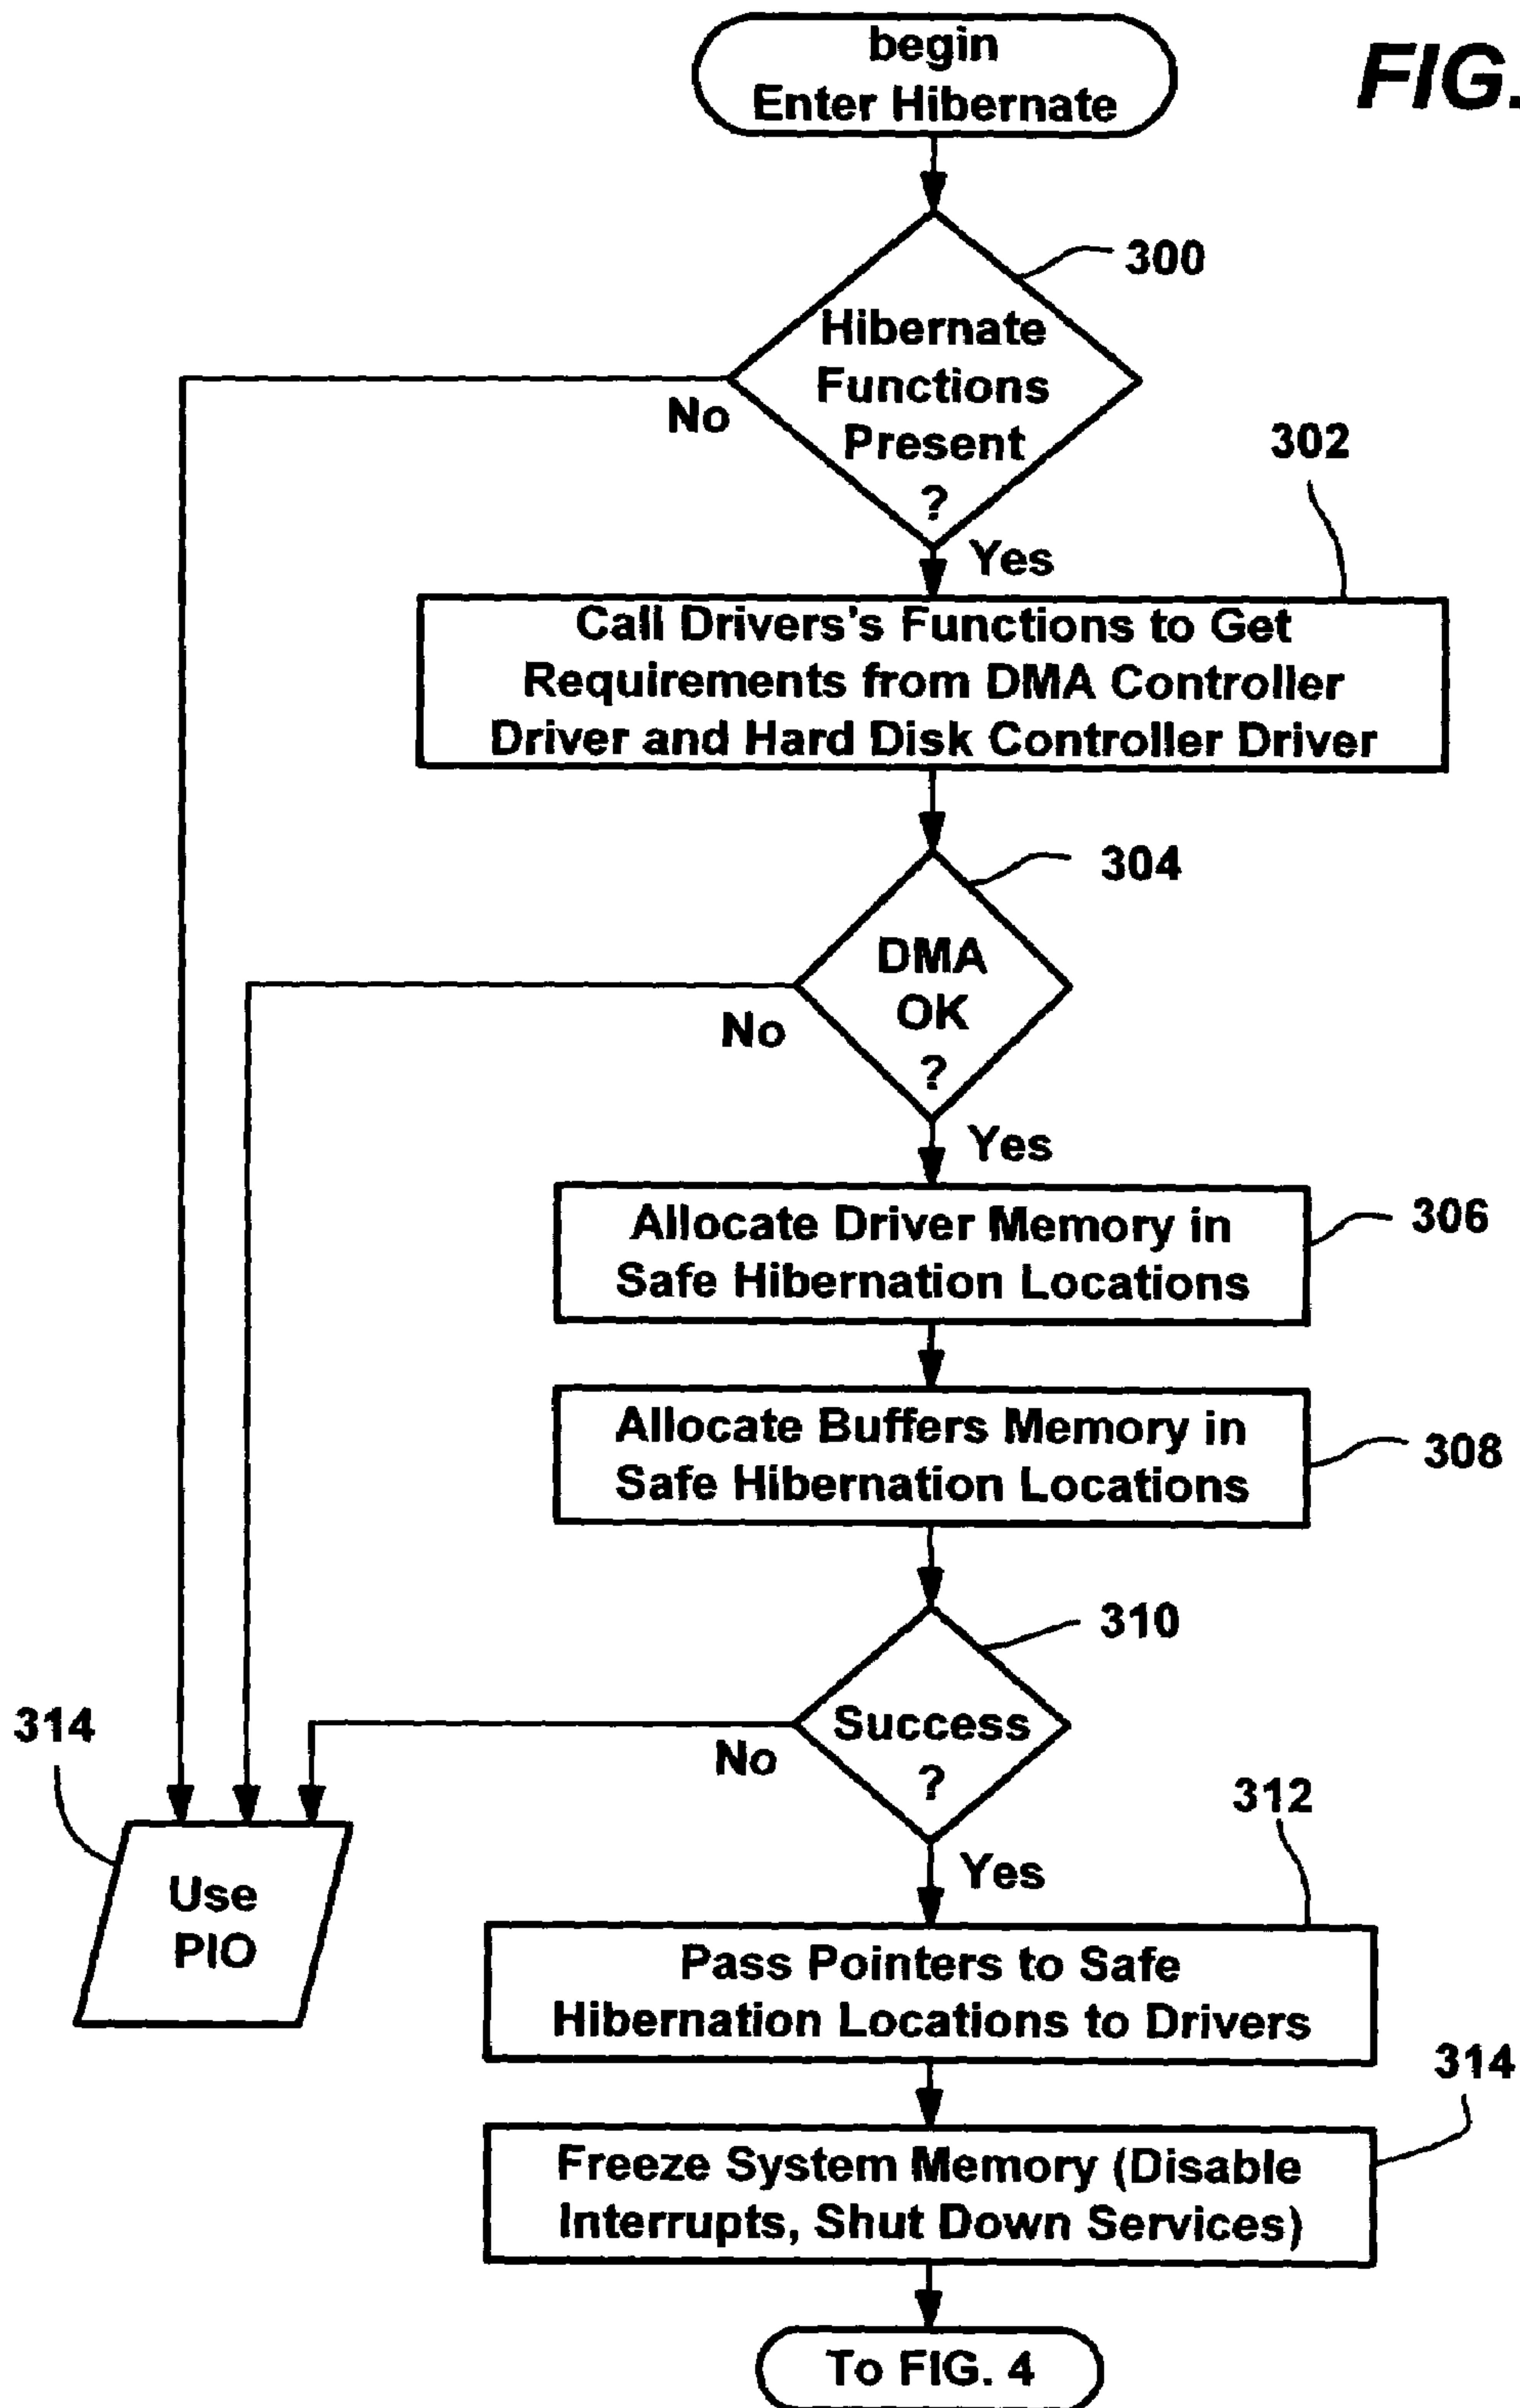 begin
Enter Hibernate
FIG.
300
Hibernate
Functions
Present
?
No
Yes
302
Call Drivers's Functions to Get
Requirements from DMA Controller
Driver and Hard Disk Controller Driver
304
DMA
OK
?
No
Yes
Allocate Driver Memory in
Safe Hibernation Locations
306
Allocate Buffers Memory in
Safe Hibernation Locations
308
310
Success
?
No
Yes
314
Use
PIO
312
Pass Pointers to Safe
Hibernation Locations to Drivers
314
Freeze System Memory (Disable
Interrupts, Shut Down Services)
To FIG. 4